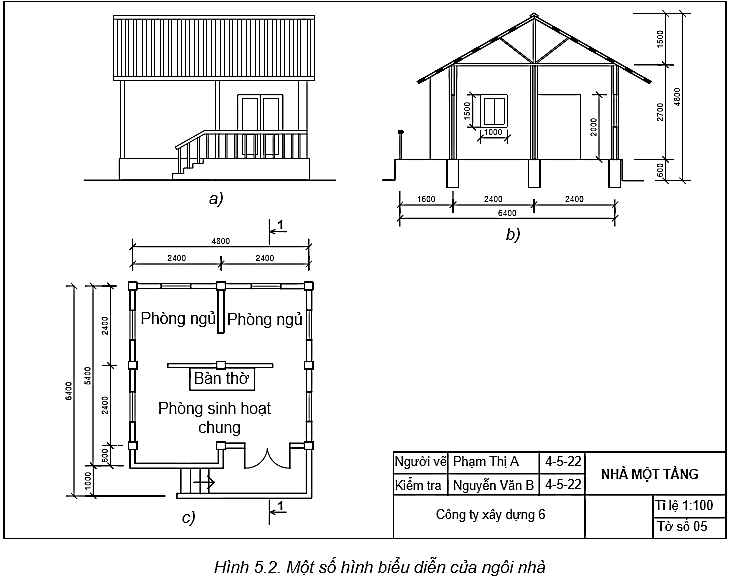 1500
2700
4800
600
1500
1000
2000
1600
2400
2400
6400
a)
b)
1
4800
2400
2400
Phòng ngủ
Phòng ngủ
2400
5400
6400
2400
600
1000
Bàn thờ
Phòng sinh hoạt
chung
c)
1
Người vẽ Phạm Thị A 4-5-22
NHÀ MỘT TẦNG
Kiểm tra Nguyễn Văn B 4-5-22
Công ty xây dựng 6
Tỉ lệ 1:100
Tờ số 05
Hình 5.2. Một số hình biểu diễn của ngôi nhà